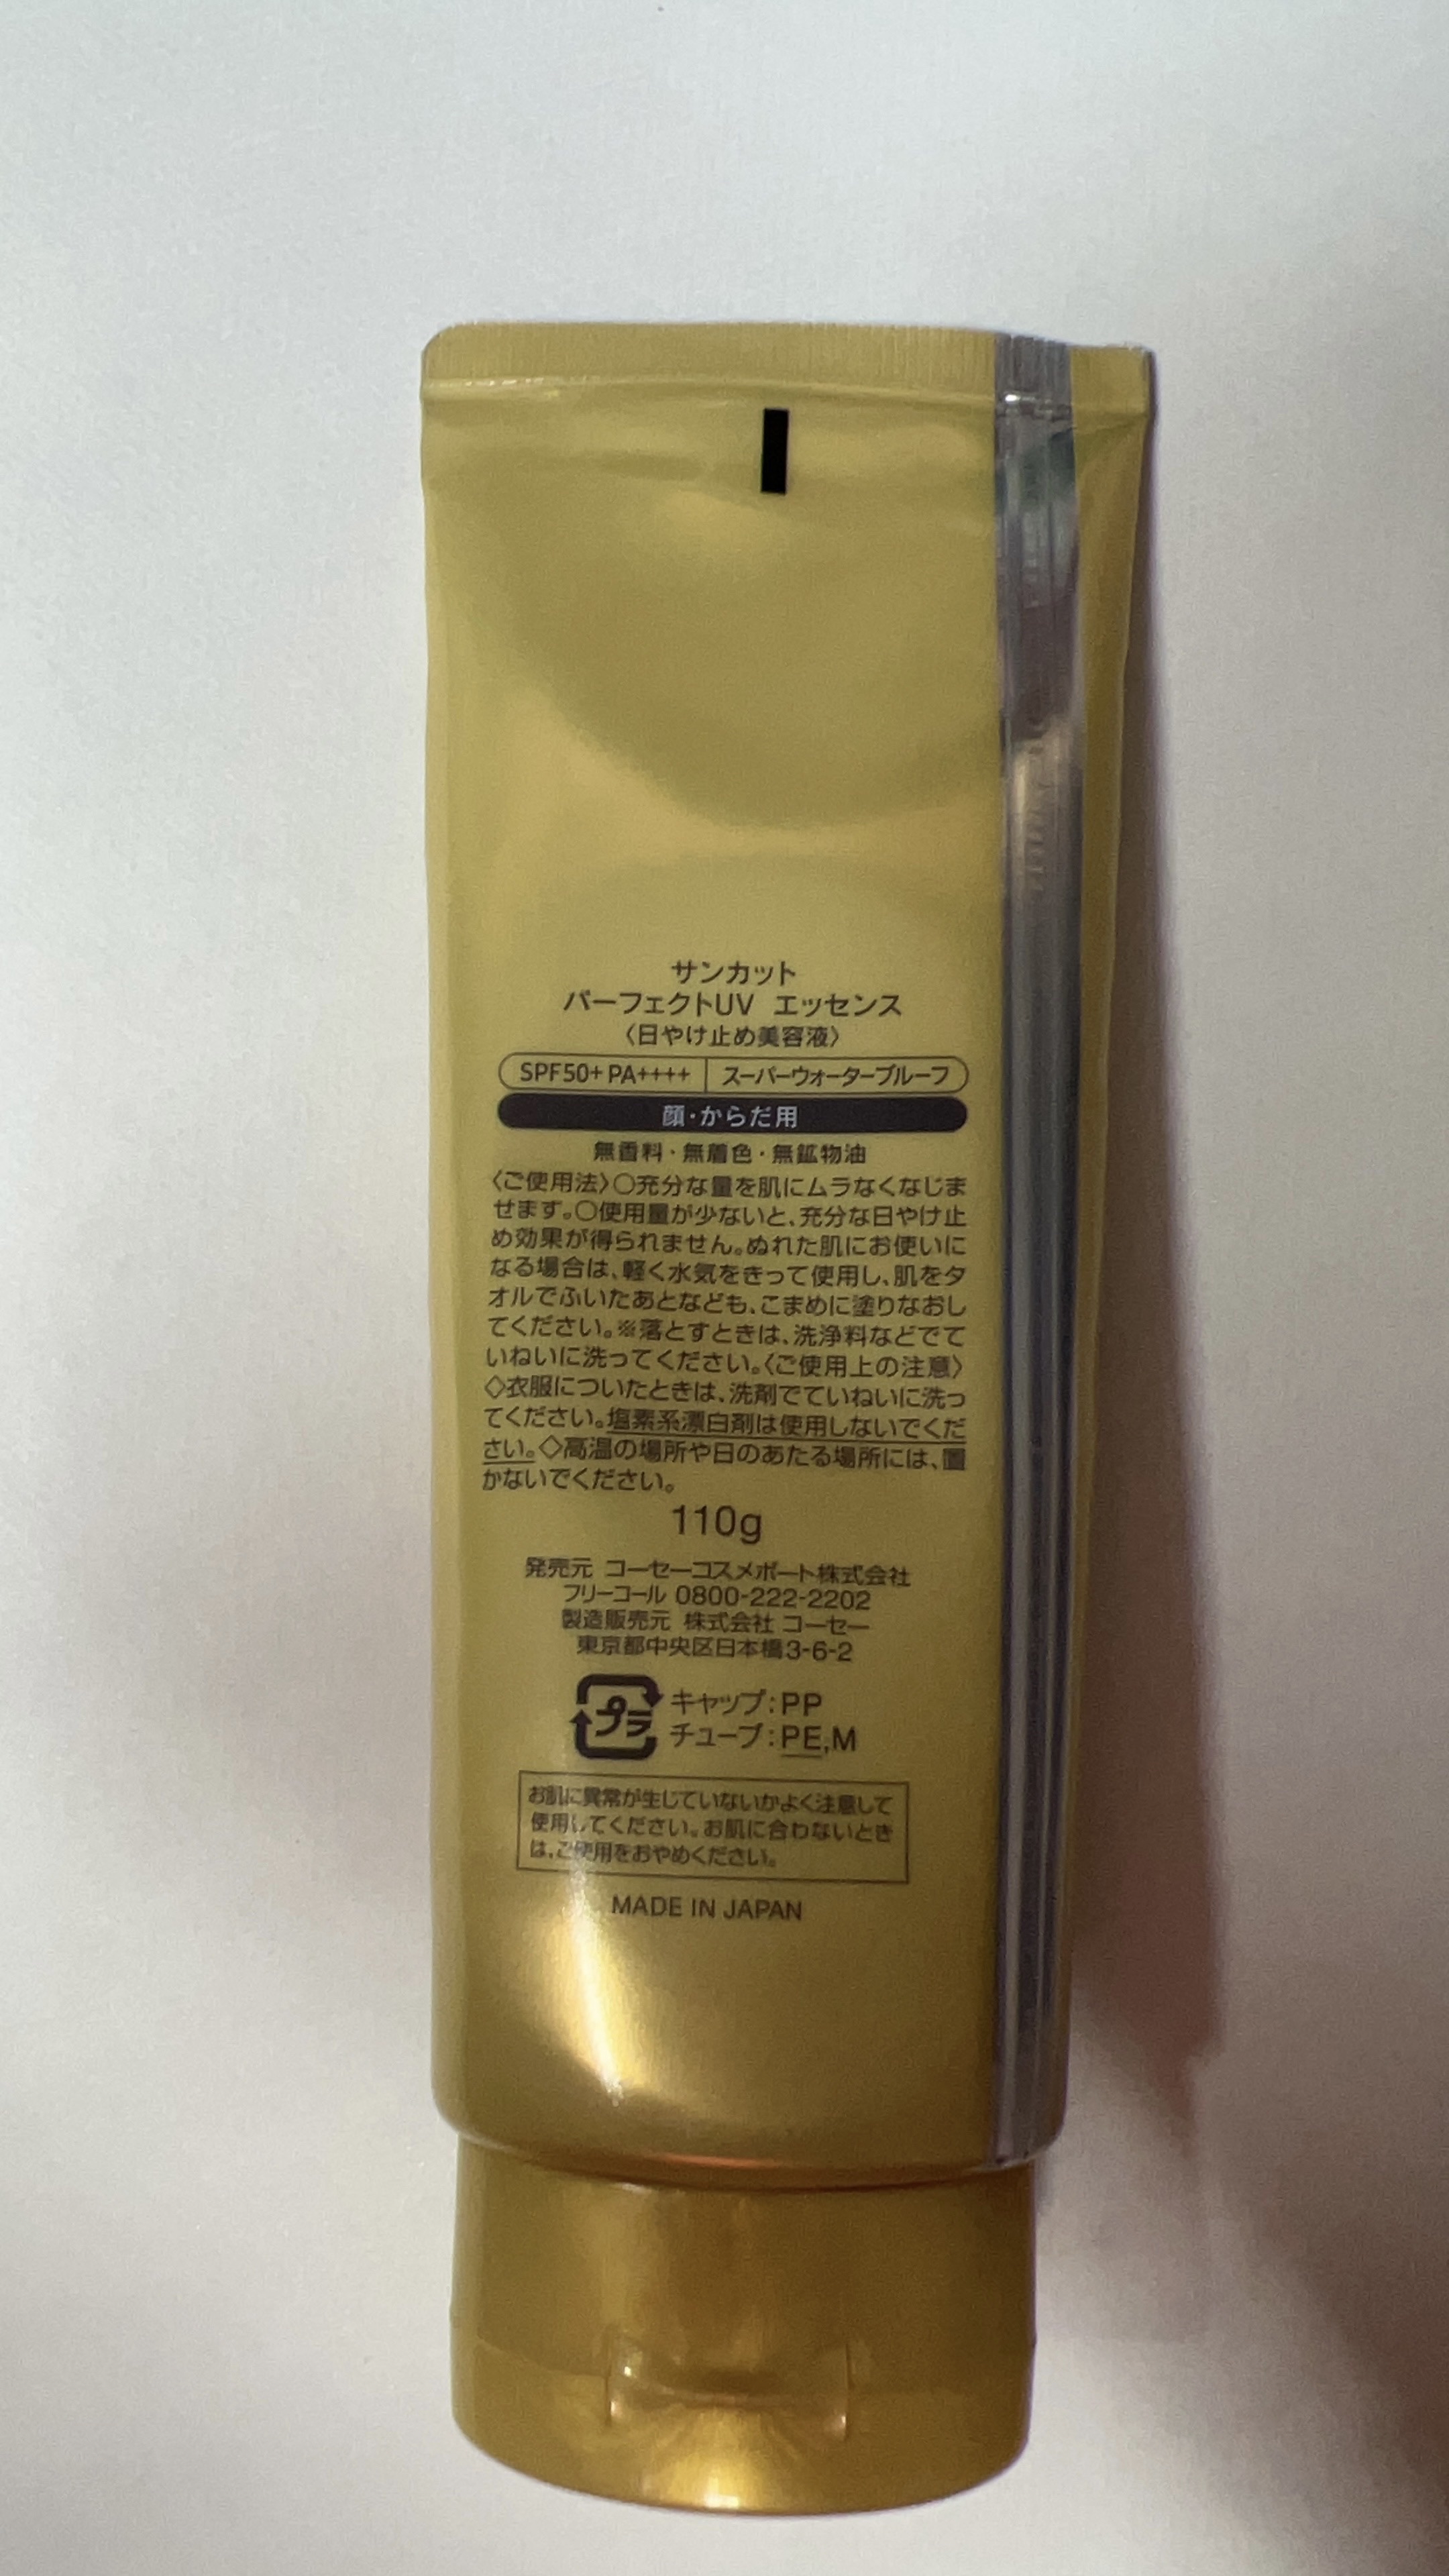 サンカット
パーフェクトUV エッセンス
〈日やけ止め美容液〉
SPF50+ PA++++ スーパーウォータープルーフ
顔・からだ用
無香料・無着色・無鉱物油
〈ご使用法〉○充分な量を肌にムラなくなじま
せます。○使用量が少ないと、充分な日やけ止
め効果が得られません。ぬれた肌にお使いに
なる場合は、軽く水気をきって使用し、肌をタ
オルでふいたあとなども、こまめに塗りなおし
てください。※落とすときは、洗浄料などでて
いねいに洗ってください。〈ご使用上の注意〉
◇衣服についたときは、洗剤でていねいに洗っ
てください。塩素系漂白剤は使用しないでくだ
さい。◇高温の場所や日のあたる場所には、置
かないでください。
110g
発売元 コーセーコスメポート株式会社
フリーコール 0800-222-2202
製造販売元 株式会社 コーセー
東京都中央区日本橋3-6-2
プラ キャップ:PP
チューブ:PE,M
お肌に異常が生じていないかよく注意して
使用してください。お肌に合わないとき
は、ご使用をおやめください。
MADE IN JAPAN